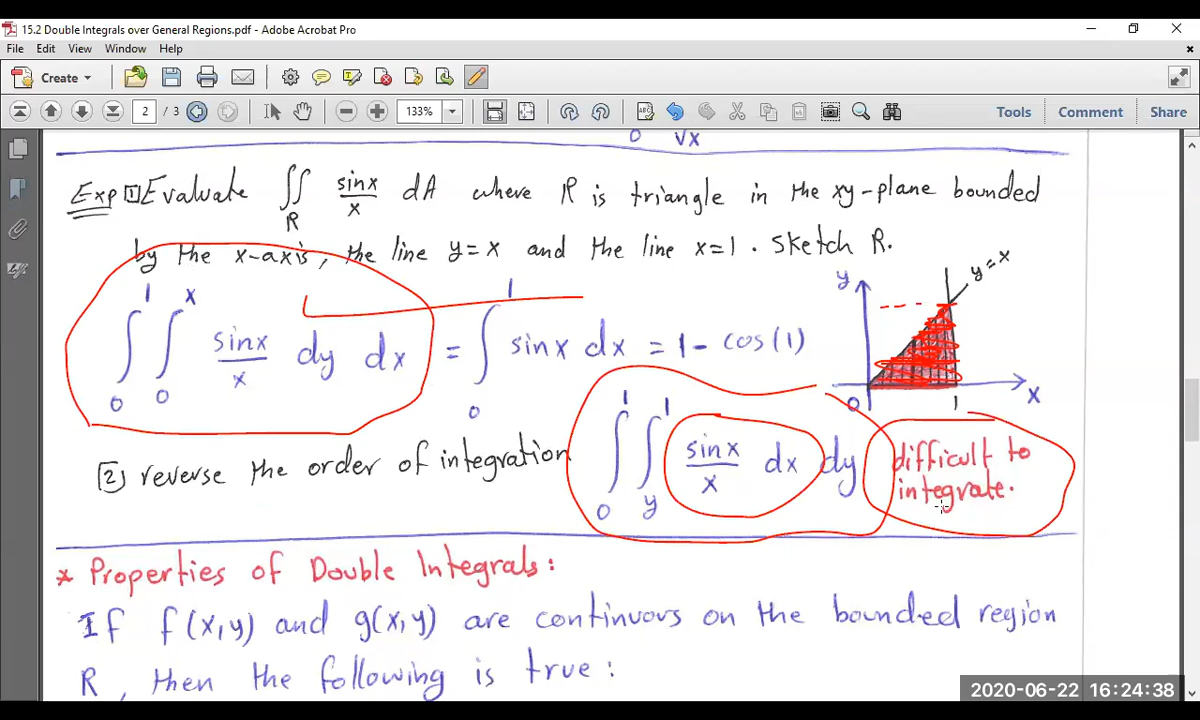 15.2 Double Integrals over General Regions.pdf - Adobe Acrobat Pro
File Edit View Window Help
Create
2 / 3 133% Tools Comment Share
0 √x
Exp [1] Evaluate ∬_R sinx/x dA where R is triangle in the xy-plane bounded
by the x-axis, the line y=x and the line x=1. Sketch R.
∫_0^1 ∫_0^x sinx/x dy dx = ∫_0^1 sinx dx = 1 - cos(1)
y y=x
0 1 x
[2] reverse the order of integration ∫_0^1 ∫_y^1 sinx/x dx dy difficult to
integrate.
* Properties of Double Integrals:
If f(x,y) and g(x,y) are continuous on the bounded region
R, then the following is true:
2020-06-22 16:24:38